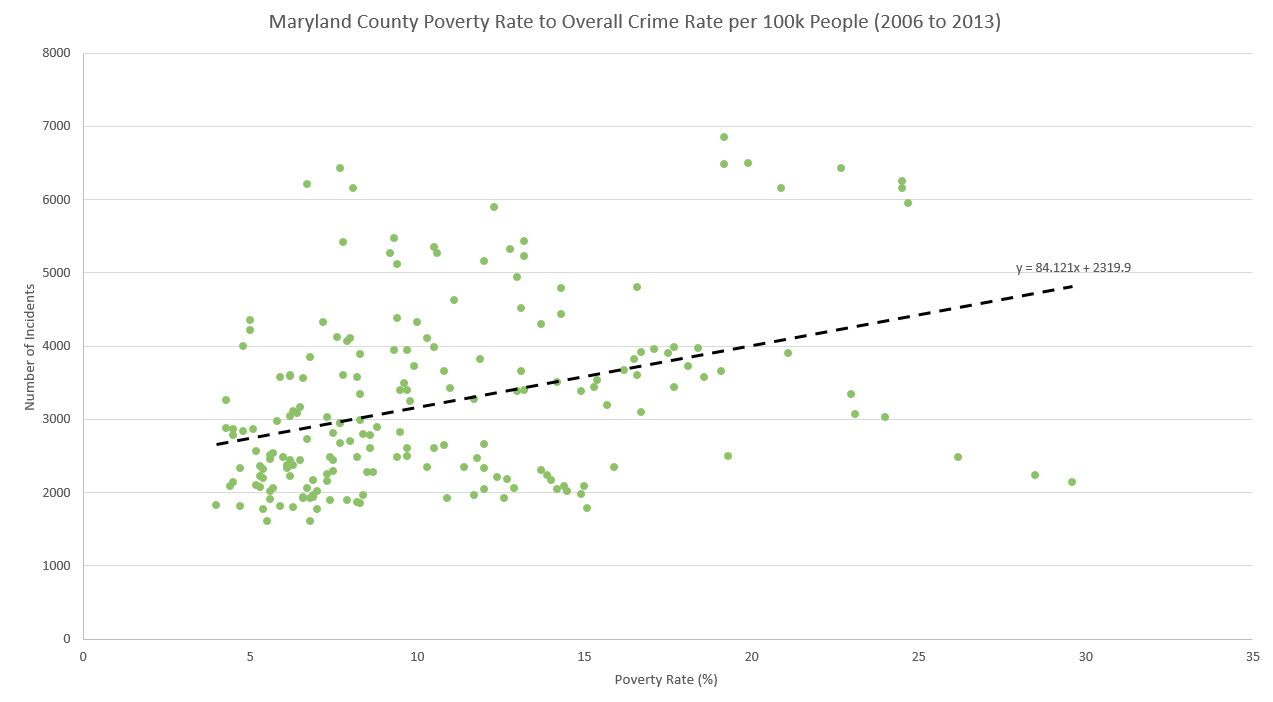 Maryland County Poverty Rate to Overall Crime Rate per 100k People (2006 to 2013)
8000
7000
6000
5000
4000
3000
2000
1000
0
Number of Incidents
y = 84.121x + 2319.9
0 5 10 15 20 25 30 35
Poverty Rate (%)